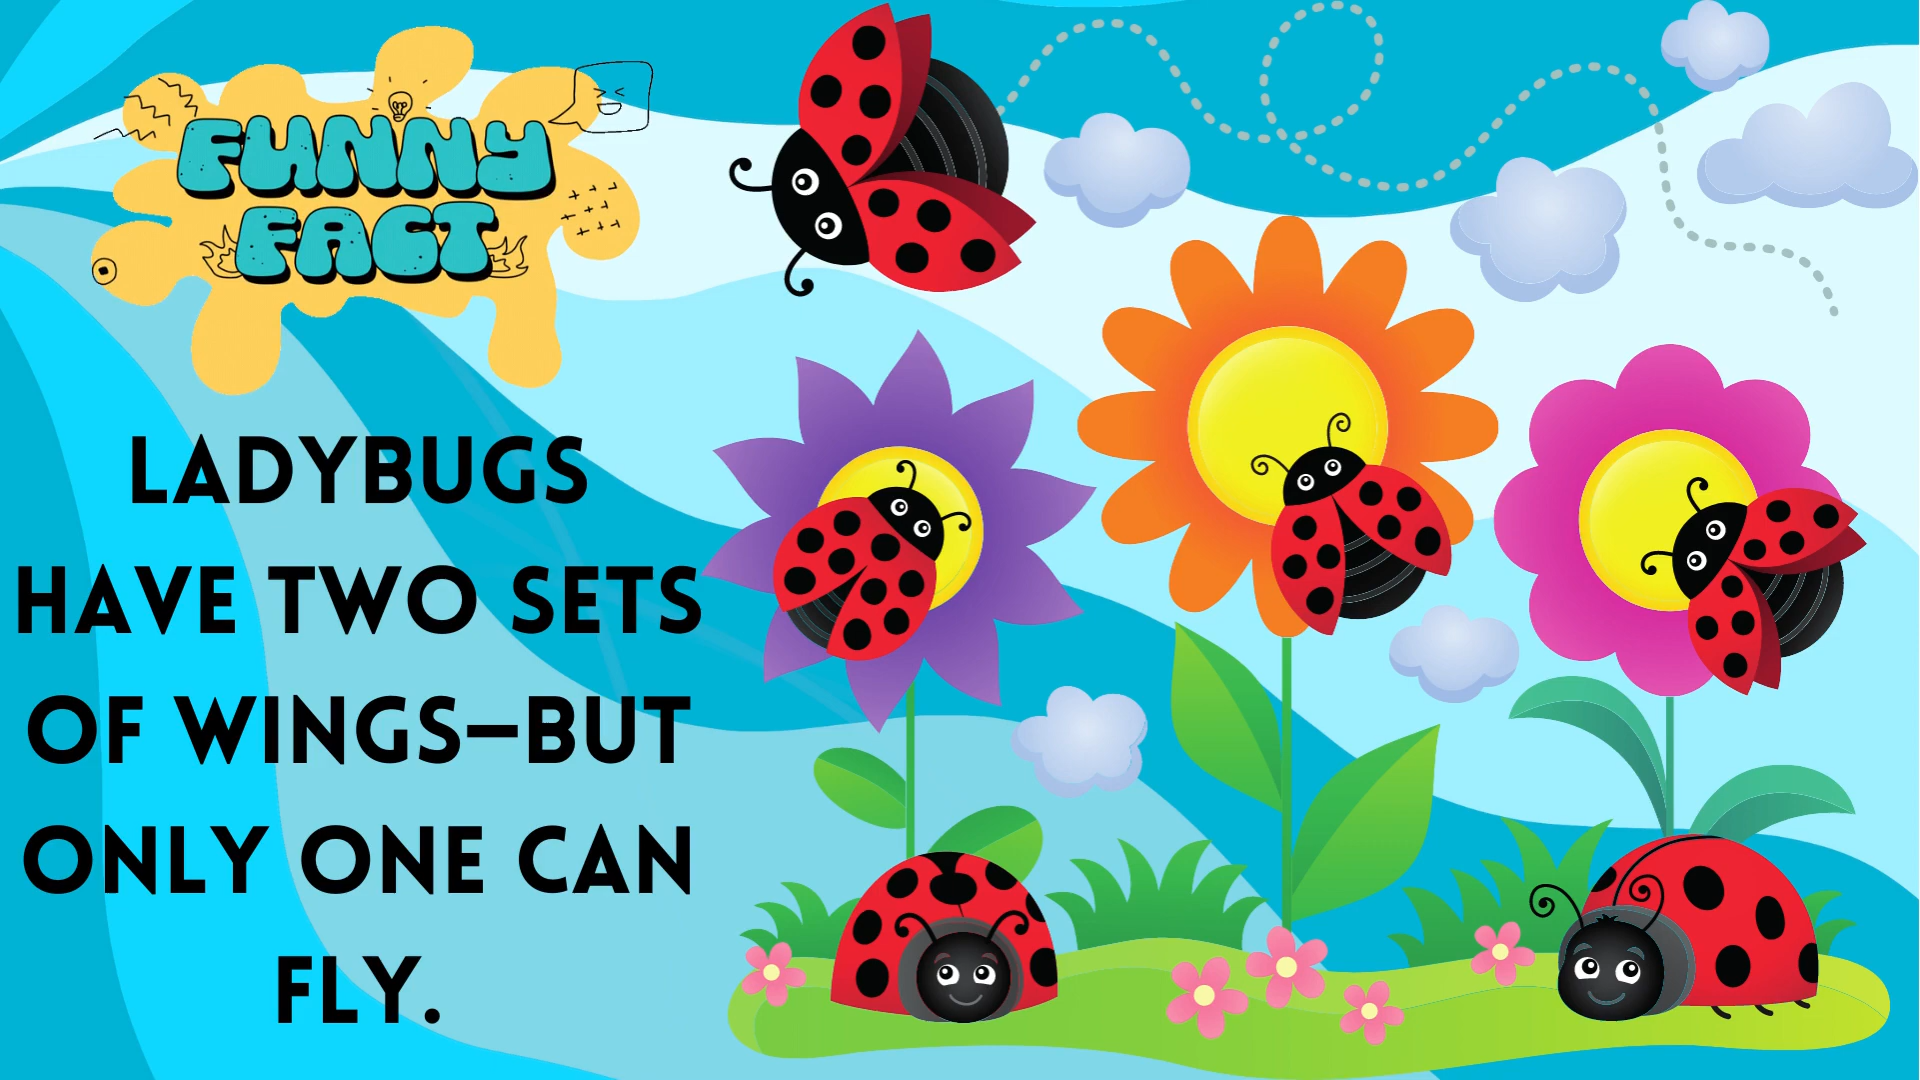 FUNNY
FACT
LADYBUGS
HAVE TWO SETS
OF WINGS—BUT
ONLY ONE CAN
FLY.